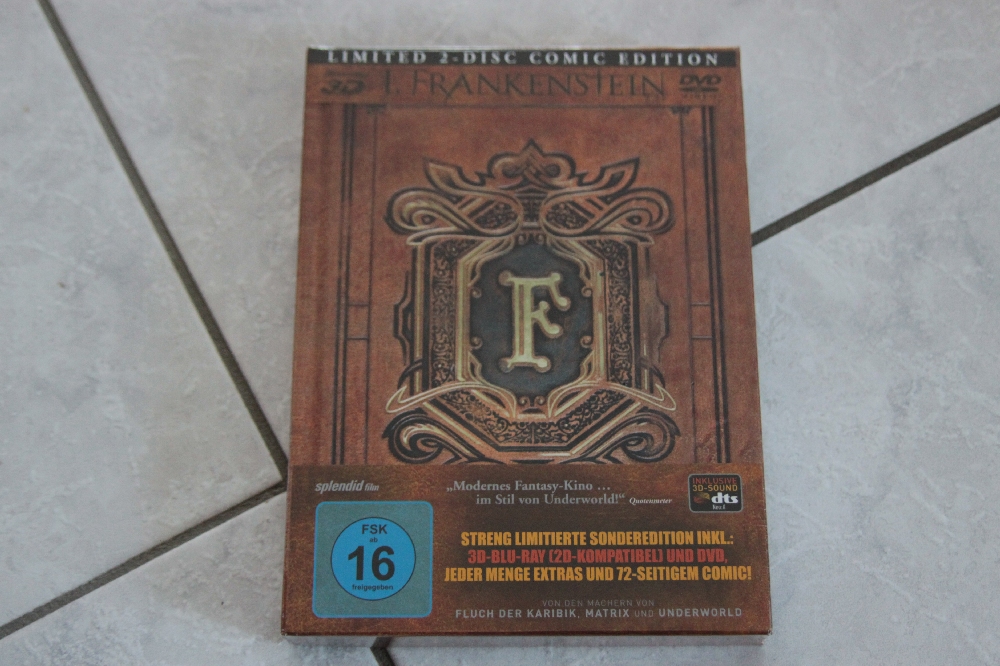 LIMITED 2-DISC COMIC EDITION
3D I, FRANKENSTEIN DVD
F
splendid film
„Modernes Fantasy-Kino ...
im Stil von Underworld!“ Quotenmeter
INKLUSIVE
3D-SOUND
dts
Neo:X
FSK
ab
16
freigegeben
STRENG LIMITIERTE SONDEREDITION INKL.:
3D-BLU-RAY (2D-KOMPATIBEL) UND DVD,
JEDER MENGE EXTRAS UND 72-SEITIGEM COMIC!
VON DEN MACHERN VON
FLUCH DER KARIBIK, MATRIX UND UNDERWORLD